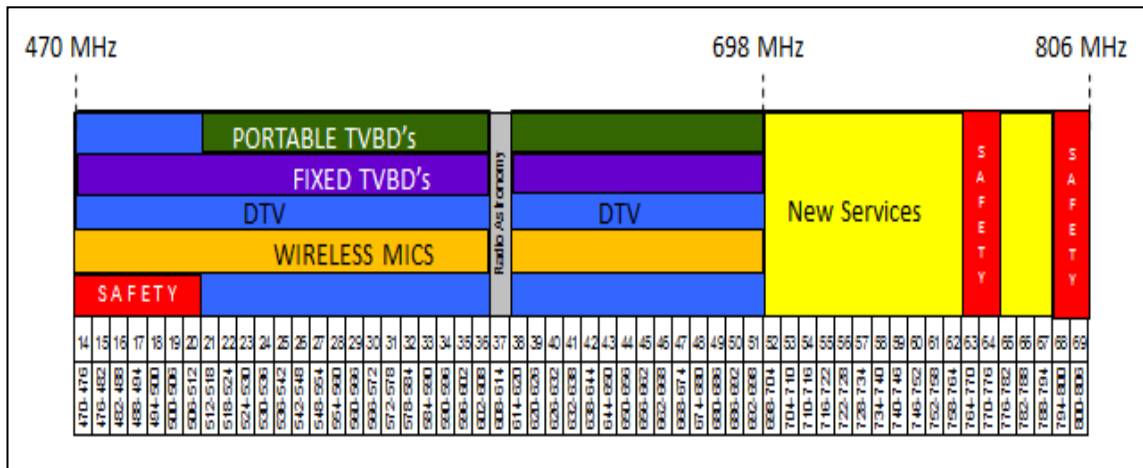 470 MHz 698 MHz 806 MHz
PORTABLE TVBD's
FIXED TVBD's
DTV DTV
WIRELESS MICS
SAFETY
Radio Astronomy
New Services
SAFETY
SAFETY
14 15 16 17 18 19 20 21 22 23 24 25 26 27 28 29 30 31 32 33 34 35 36 37 38 39 40 41 42 43 44 45 46 47 48 49 50 51 52 53 54 55 56 57 58 59 60 61 62 63 64 65 66 67 68 69
470-476 476-482 482-488 488-494 494-500 500-506 506-512 512-518 518-524 524-530 530-536 536-542 542-548 548-554 554-560 560-566 566-572 572-578 578-584 584-590 590-596 596-602 602-608 608-614 614-620 620-626 626-632 632-638 638-644 644-650 650-656 656-662 662-668 668-674 674-680 680-686 686-692 692-698 698-704 704-710 710-716 716-722 722-728 728-734 734-740 740-746 746-752 752-758 758-764 764-770 770-776 776-782 782-788 788-794 794-800 800-806